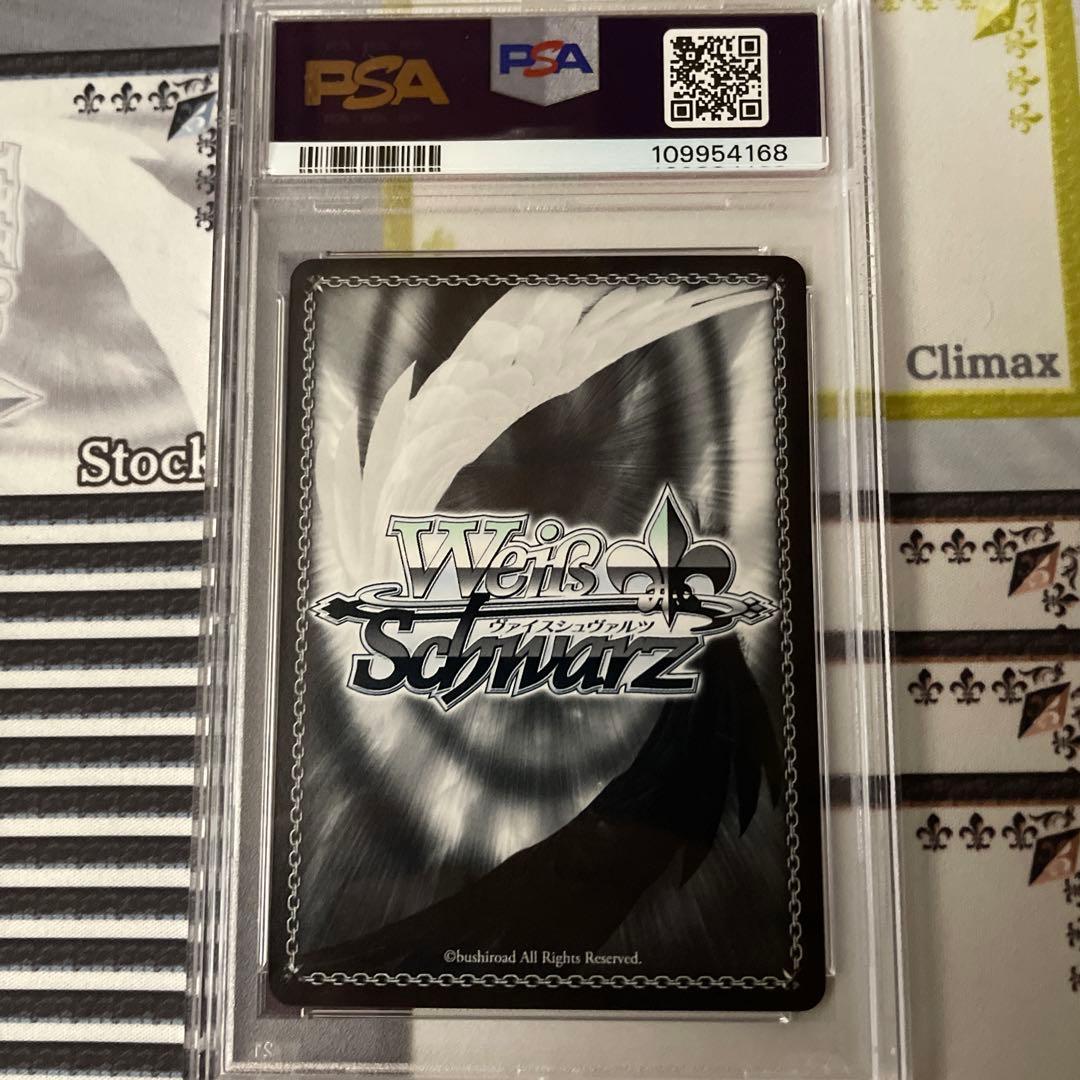 PSA
PSA
109954168
Climax
Stock
Weiß
ヴァイスシュヴァルツ
Schwarz
©bushiroad All Rights Reserved.